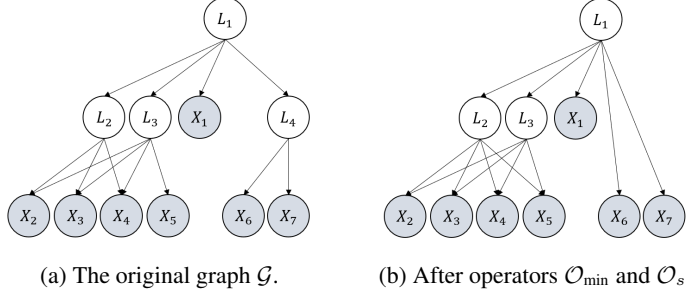 L₁ L₁
L₂ L₃ X₁ L₄ L₂ L₃ X₁
X₂ X₃ X₄ X₅ X₆ X₇ X₂ X₃ X₄ X₅ X₆ X₇
(a) The original graph 𝒢. (b) After operators 𝒪min and 𝒪s